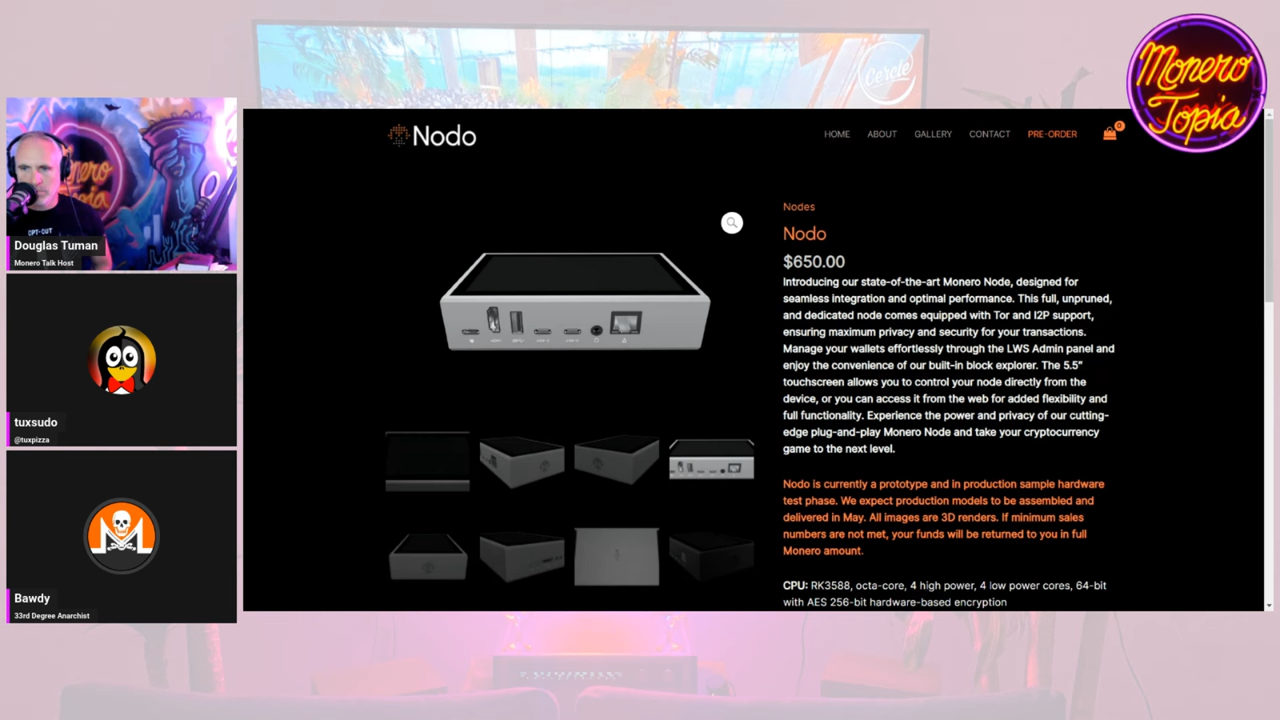 Cercle
Monero
Topia
Nodo
HOME
ABOUT
GALLERY
CONTACT
PRE-ORDER
0
Nodes
Nodo
$650.00
Introducing our state-of-the-art Monero Node, designed for
seamless integration and optimal performance. This full, unpruned,
and dedicated node comes equipped with Tor and I2P support,
ensuring maximum privacy and security for your transactions.
Manage your wallets effortlessly through the LWS Admin panel and
enjoy the convenience of our built-in block explorer. The 5.5"
touchscreen allows you to control your node directly from the
device, or you can access it from the web for added flexibility and
full functionality. Experience the power and privacy of our cutting-
edge plug-and-play Monero Node and take your cryptocurrency
game to the next level.
Nodo is currently a prototype and in production sample hardware
test phase. We expect production models to be assembled and
delivered in May. All images are 3D renders. If minimum sales
numbers are not met, your funds will be returned to you in full
Monero amount.
CPU: RK3588, octa-core, 4 high power, 4 low power cores, 64-bit
with AES 256-bit hardware-based encryption
Monero
Topia
OPT-OUT
Douglas Tuman
Monero Talk Host
tuxsudo
@tuxpizza
Bawdy
33rd Degree Anarchist